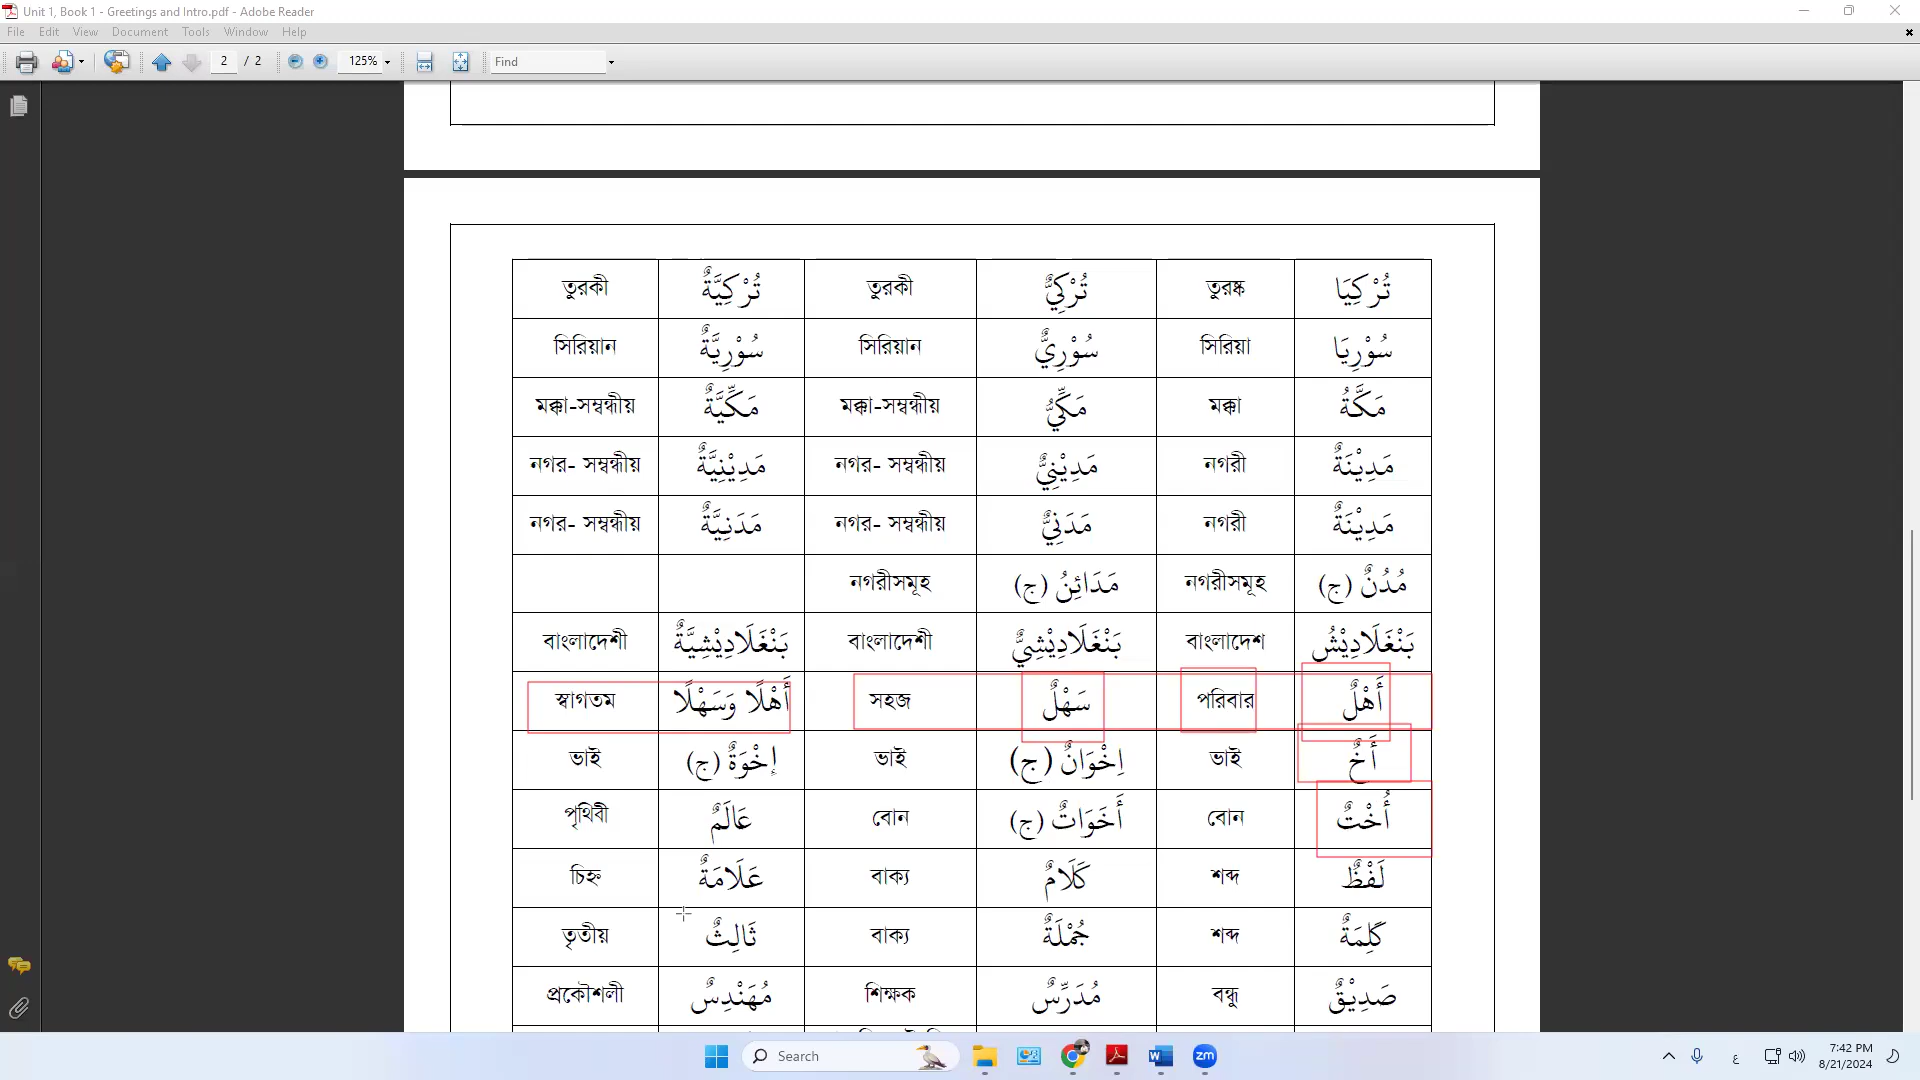 Unit 1, Book 1 - Greetings and Intro.pdf - Adobe Reader
File Edit View Document Tools Window Help
2 / 2 125% Find
তুরকী تُرْكِيَّةٌ তুরকী تُرْكِيٌّ তুরষ্ক تُرْكِيَا
সিরিয়ান سُوْرِيَّةٌ সিরিয়ান سُوْرِيٌّ সিরিয়া سُوْرِيَا
মক্কা-সম্বন্ধীয় مَكِّيَّةٌ মক্কা-সম্বন্ধীয় مَكِّيٌّ মক্কা مَكَّةُ
নগর- সম্বন্ধীয় مَدِيْنِيَّةٌ নগর- সম্বন্ধীয় مَدِيْنِيٌّ নগরী مَدِيْنَةٌ
নগর- সম্বন্ধীয় مَدَنِيَّةٌ নগর- সম্বন্ধীয় مَدَنِيٌّ নগরী مَدِيْنَةٌ
নগরীসমূহ مَدَائِنُ (ج) নগরীসমূহ مُدُنٌ (ج)
বাংলাদেশী بَنْغَلَادِيْشِيَّةٌ বাংলাদেশী بَنْغَلَادِيْشِيٌّ বাংলাদেশ بَنْغَلَادِيْشُ
স্বাগতম أَهْلًا وَسَهْلًا সহজ سَهْلٌ পরিবার أَهْلٌ
ভাই إِخْوَةٌ (ج) ভাই اِخْوَانٌ (ج) ভাই أَخٌ
পৃথিবী عَالَمٌ বোন أَخَوَاتٌ (ج) বোন أُخْتٌ
চিহ্ন عَلَامَةٌ বাক্য كَلَامٌ শব্দ لَفْظٌ
তৃতীয় ثَالِثٌ বাক্য جُمْلَةٌ শব্দ كَلِمَةٌ
প্রকৌশলী مُهَنْدِسٌ শিক্ষক مُدَرِّسٌ বন্ধু صَدِيْقٌ
Search
zm
ع
7:42 PM
8/21/2024